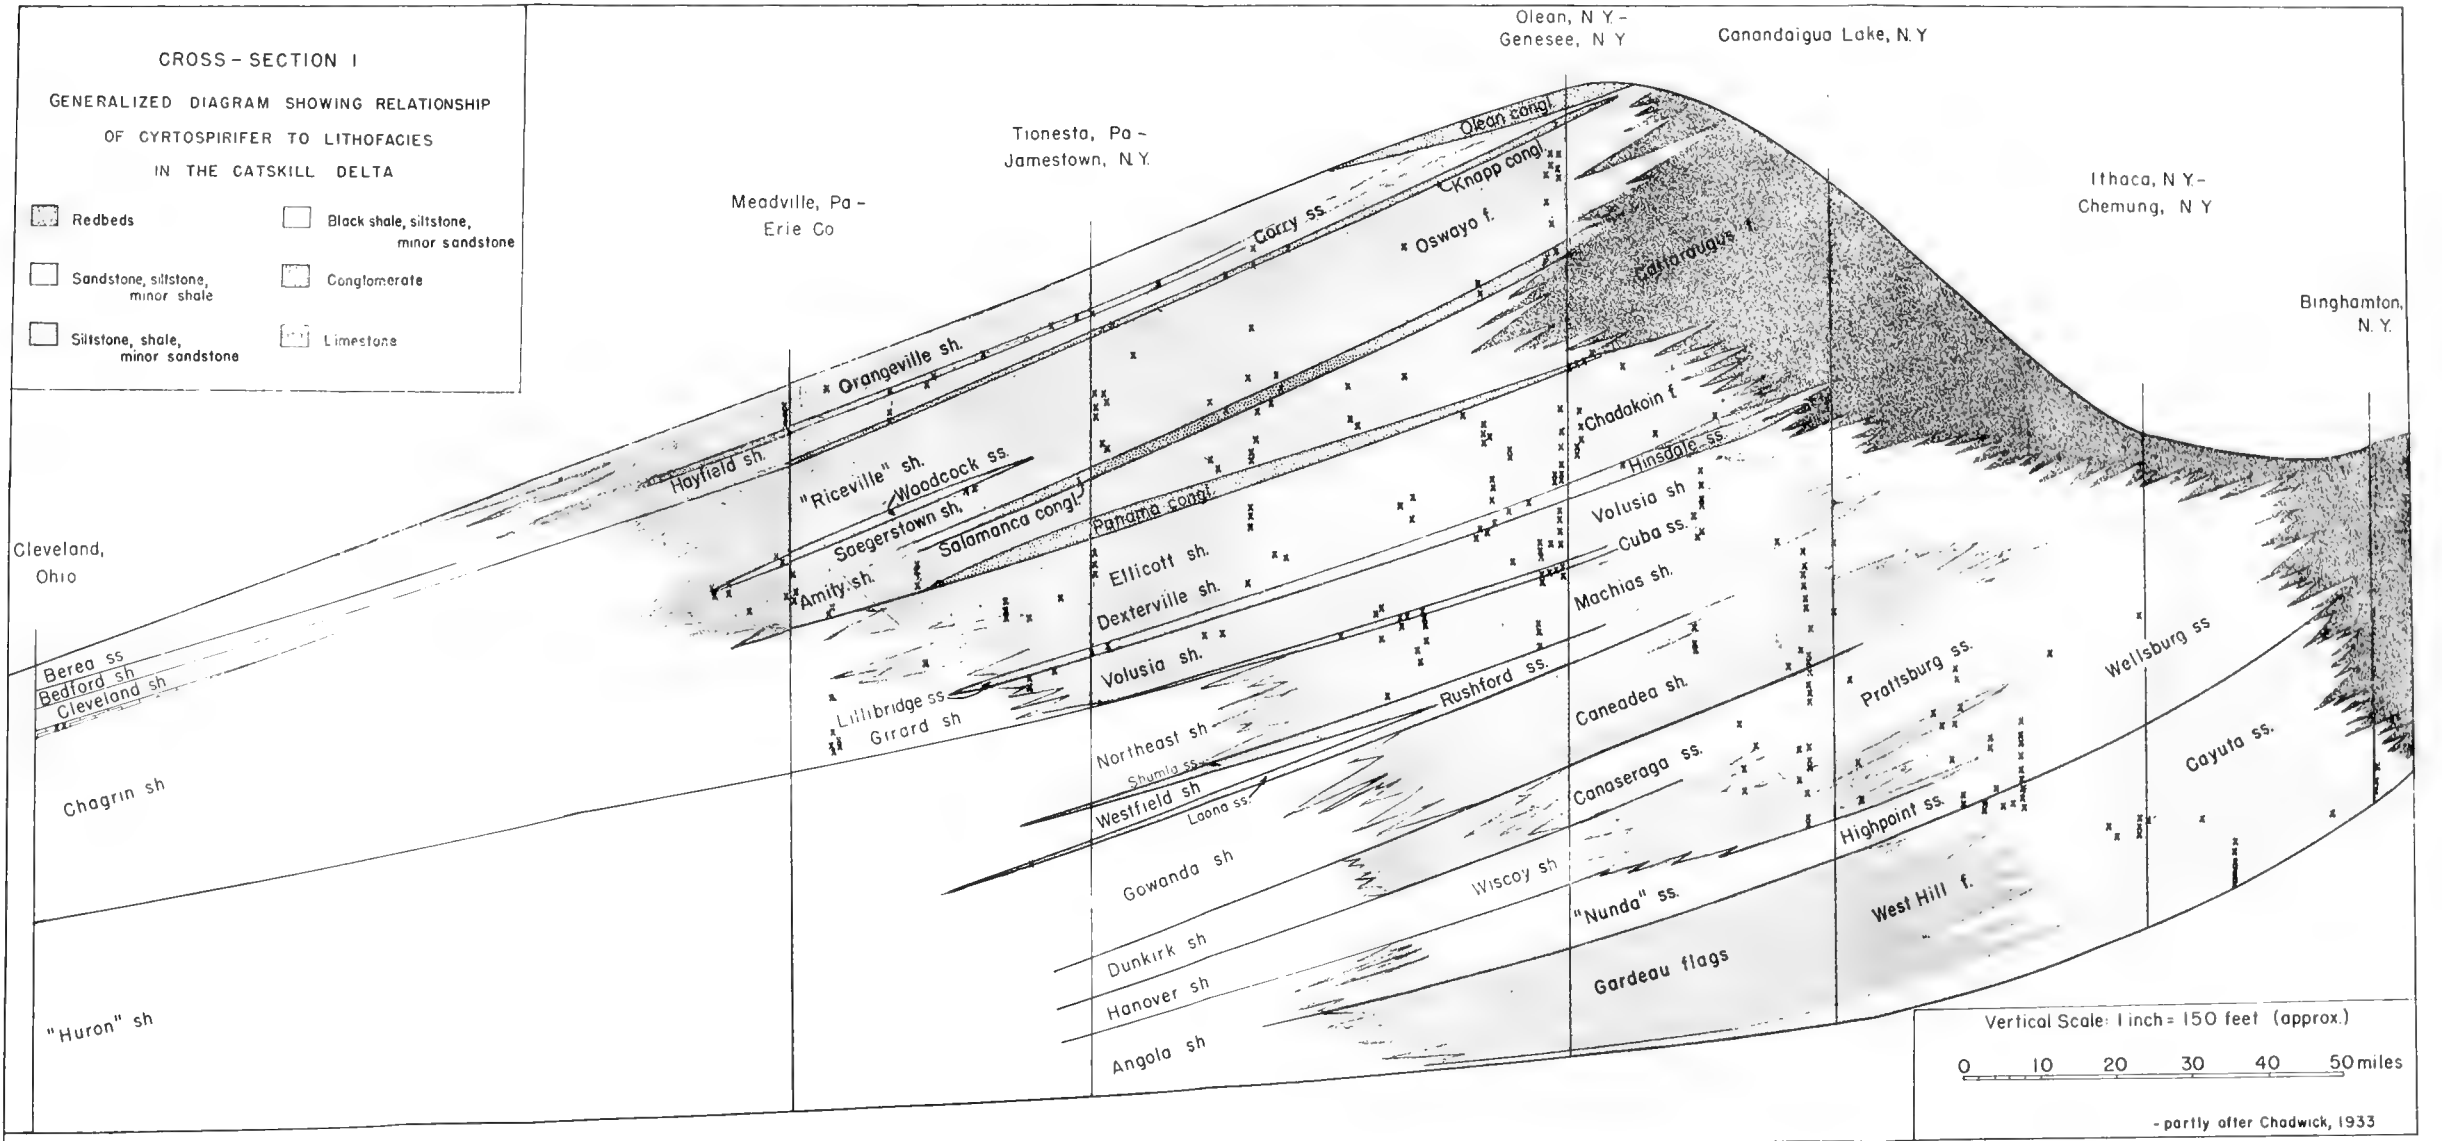 CROSS-SECTION I
GENERALIZED DIAGRAM SHOWING RELATIONSHIP
OF CYRTOSPIRIFER TO LITHOFACIES
IN THE CATSKILL DELTA
Redbeds
Black shale, siltstone,
minor sandstone
Sandstone, siltstone,
minor shale
Conglomerate
Siltstone, shale,
minor sandstone
Limestone
Cleveland,
Ohio
Meadville, Pa-
Erie Co
Tionesta, Pa-
Jamestown, N.Y.
Olean, N Y.-
Genesee, N Y
Canandaigua Lake, N.Y
Ithaca, N Y.-
Chemung, N Y
Binghamton,
N. Y.
Olean congl.
Knapp congl.
Corry ss.
Oswayo f.
Cattaraugus f.
Orangeville sh.
Hayfield sh.
"Riceville" sh.
Woodcock ss.
Saegerstown sh.
Salamanca congl.
Amity sh.
Panama congl.
Chadakoin f
Hinsdale ss
Ellicott sh.
Dexterville sh.
Volusia sh
Cuba ss.
Machias sh.
Volusia sh.
Lillibridge ss
Girard sh
Northeast sh
Shumla ss
Westfield sh
Laona ss.
Rushford ss.
Caneadea sh.
Canaseraga ss.
Prattsburg ss.
Wellsburg ss
Cayuta ss.
Highpoint ss.
Gowanda sh
Wiscoy sh
"Nunda" ss.
West Hill f.
Dunkirk sh
Hanover sh
Angola sh
Gardeau flags
Berea ss
Bedford sh
Cleveland sh
Chagrin sh
"Huron" sh
Vertical Scale: 1 inch = 150 feet (approx.)
0 10 20 30 40 50 miles
-partly after Chadwick, 1933